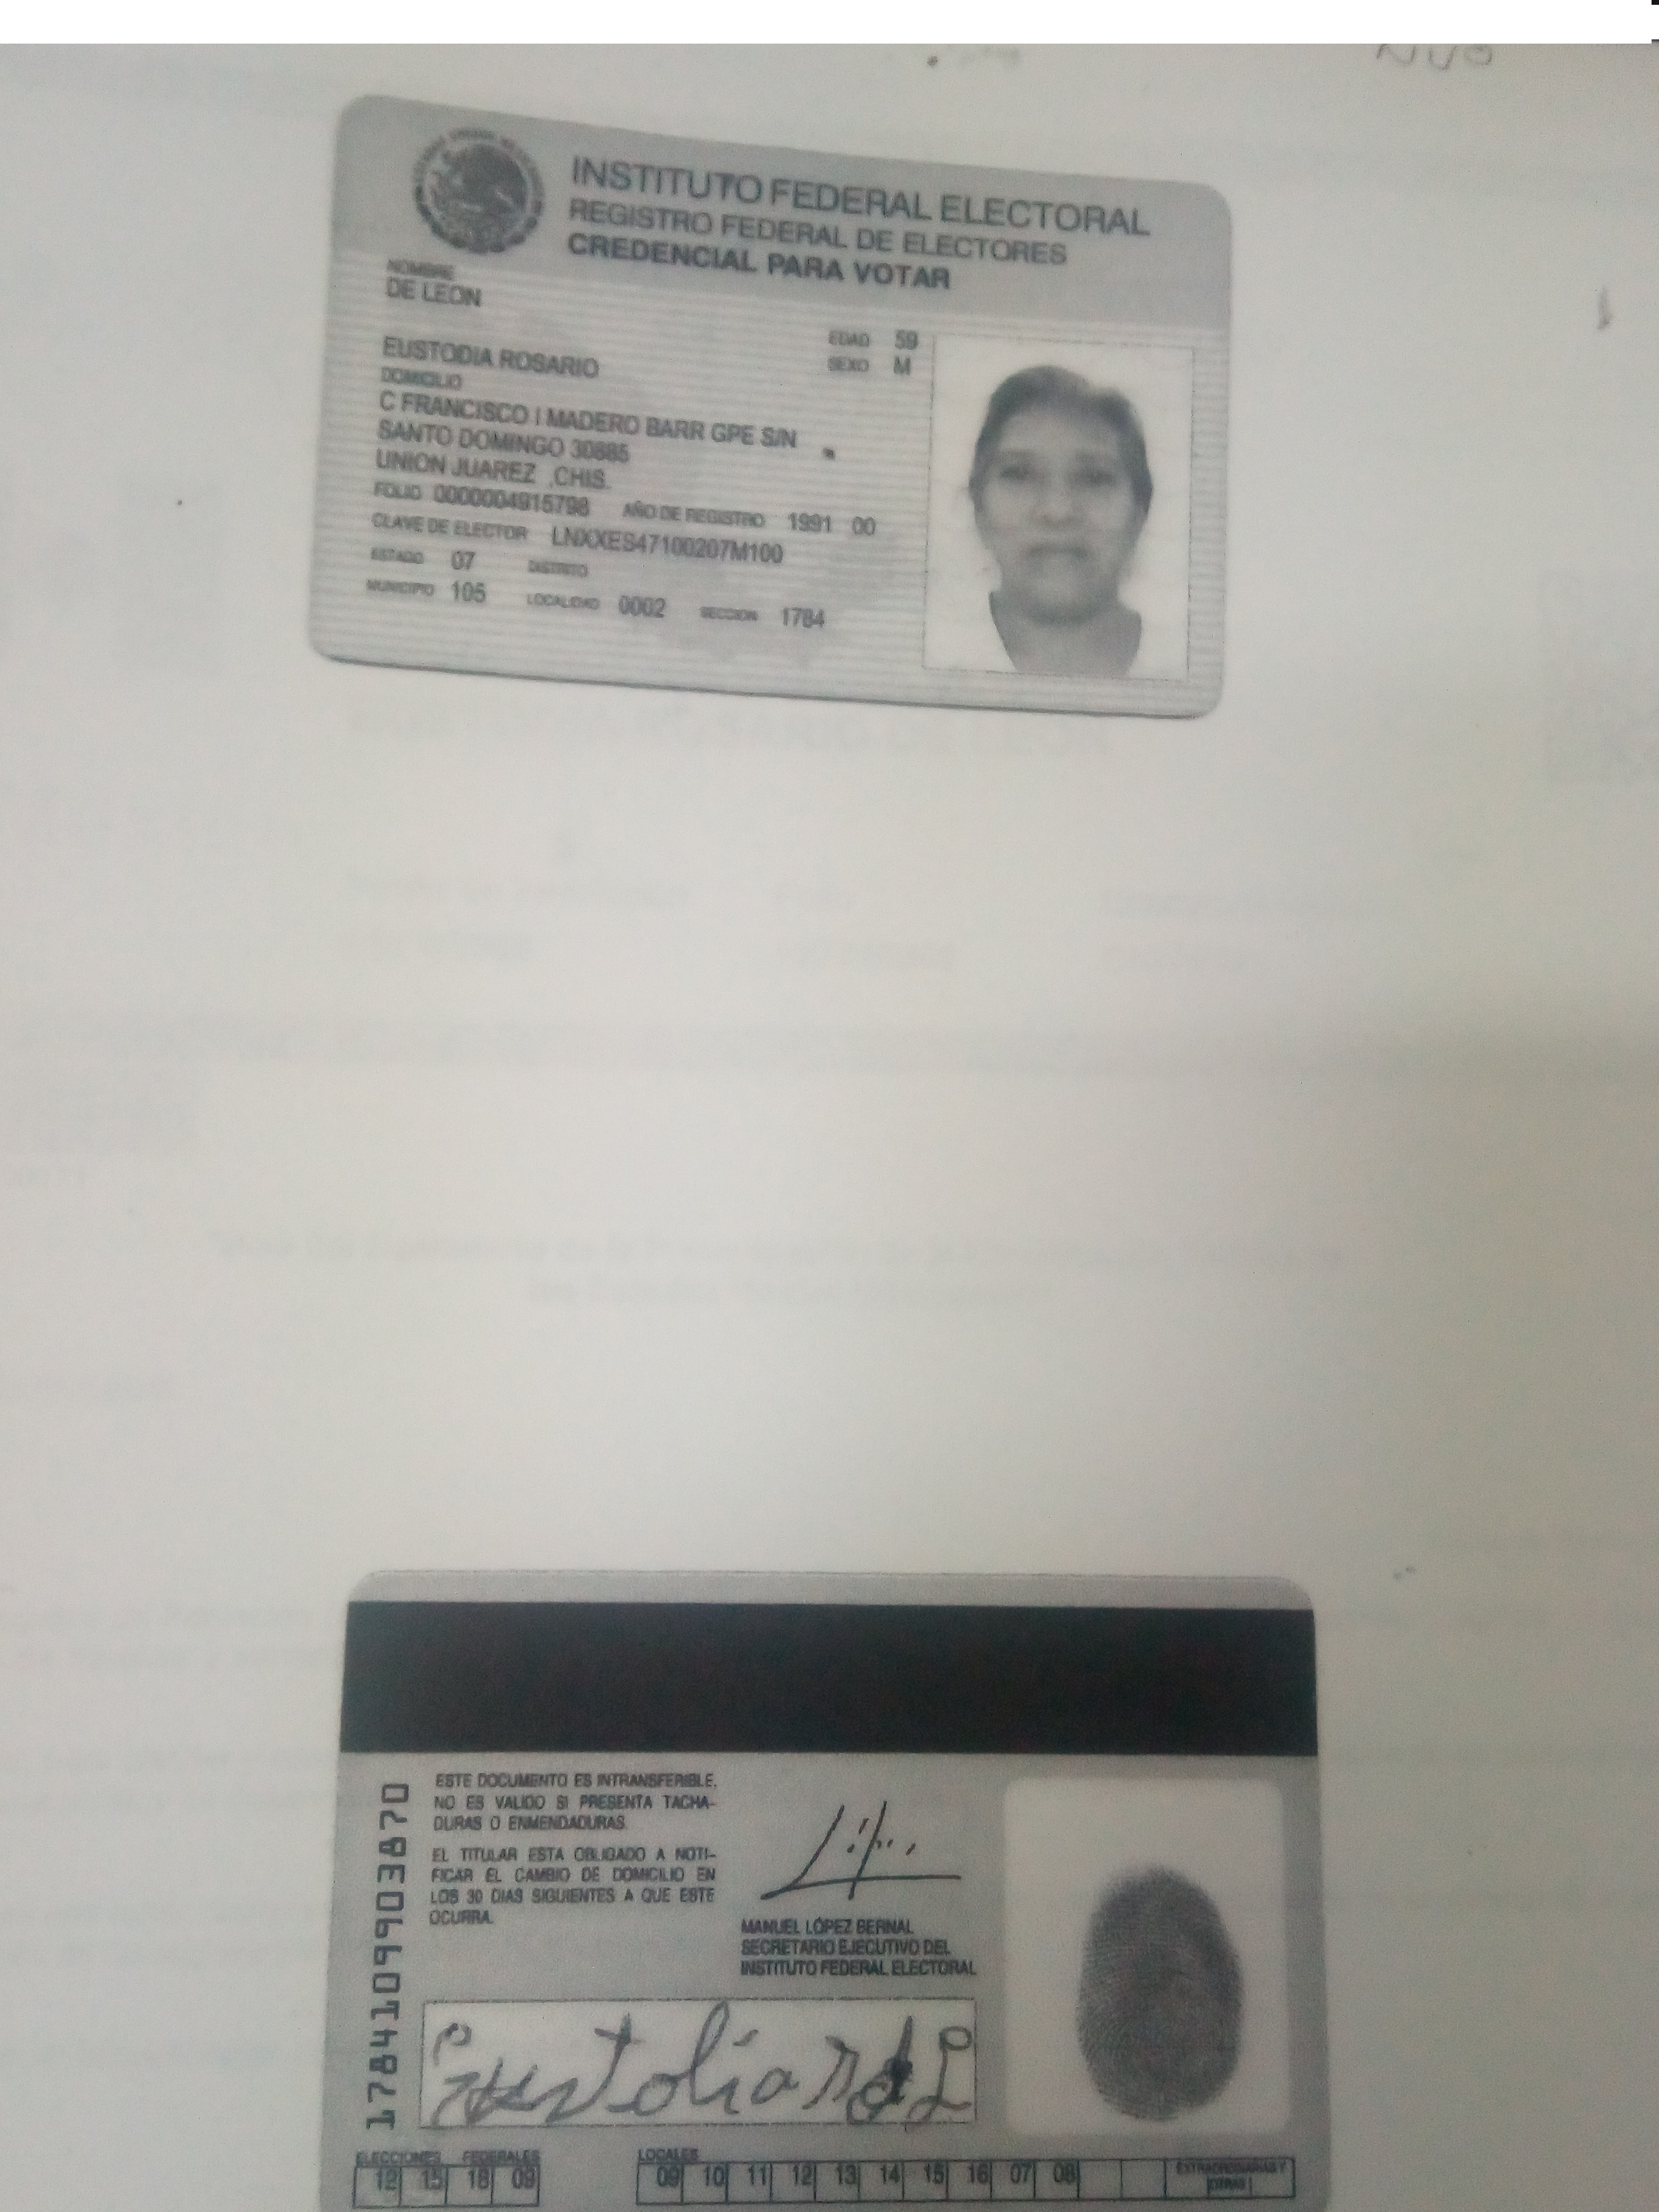 INSTITUTO FEDERAL ELECTORAL
REGISTRO FEDERAL DE ELECTORES
CREDENCIAL PARA VOTAR
NOMBRE
DE LEON
EDAD 59
EUSTODIA ROSARIO
SEXO M
DOMICILIO
C FRANCISCO I MADERO BARR GPE S/N
SANTO DOMINGO 30885
UNION JUAREZ ,CHIS.
FOLIO 0000004915798 AÑO DE REGISTRO 1991 00
CLAVE DE ELECTOR LNXXES47100207M100
ESTADO 07 DISTRITO
MUNICIPIO 105 LOCALIDAD 0002 SECCION 1784
ESTE DOCUMENTO ES INTRANSFERIBLE,
NO ES VALIDO SI PRESENTA TACHA-
DURAS O ENMENDADURAS.
EL TITULAR ESTA OBLIGADO A NOTI-
FICAR EL CAMBIO DE DOMICILIO EN
LOS 30 DIAS SIGUIENTES A QUE ESTE
OCURRA.
MANUEL LÓPEZ BERNAL
SECRETARIO EJECUTIVO DEL
INSTITUTO FEDERAL ELECTORAL
1784109903870
Eustolia R d L
ELECCIONES FEDERALES
12 15 18 09
LOCALES
09 10 11 12 13 14 15 16 07 08
EXTRAORDINARIAS Y
OTRAS